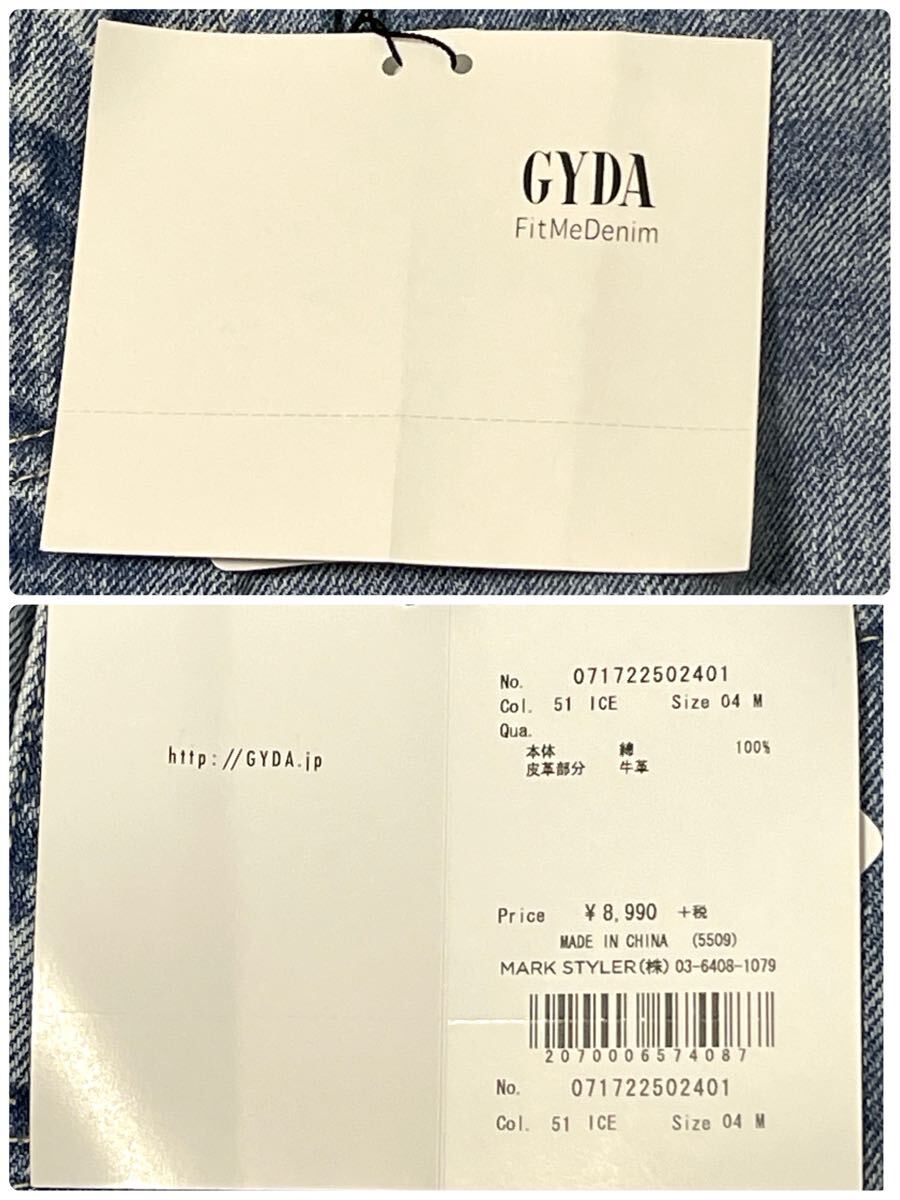 GYDA
FitMeDenim
http://GYDA.jp
No. 071722502401
Col. 51 ICE Size 04 M
Qua.
本体 綿 100%
皮革部分 牛革
Price ¥8,990 +税
MADE IN CHINA (5509)
MARK STYLER(株) 03-6408-1079
2070006574087
No. 071722502401
Col. 51 ICE Size 04 M